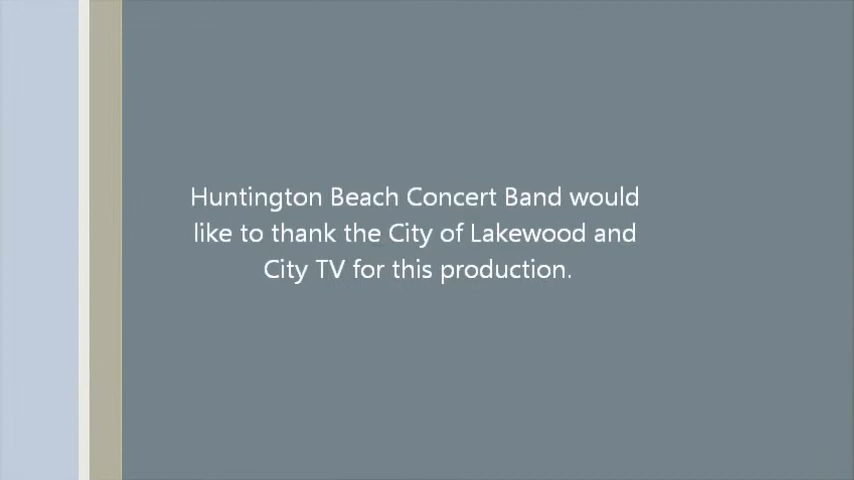 Huntington Beach Concert Band would
like to thank the City of Lakewood and
City TV for this production.